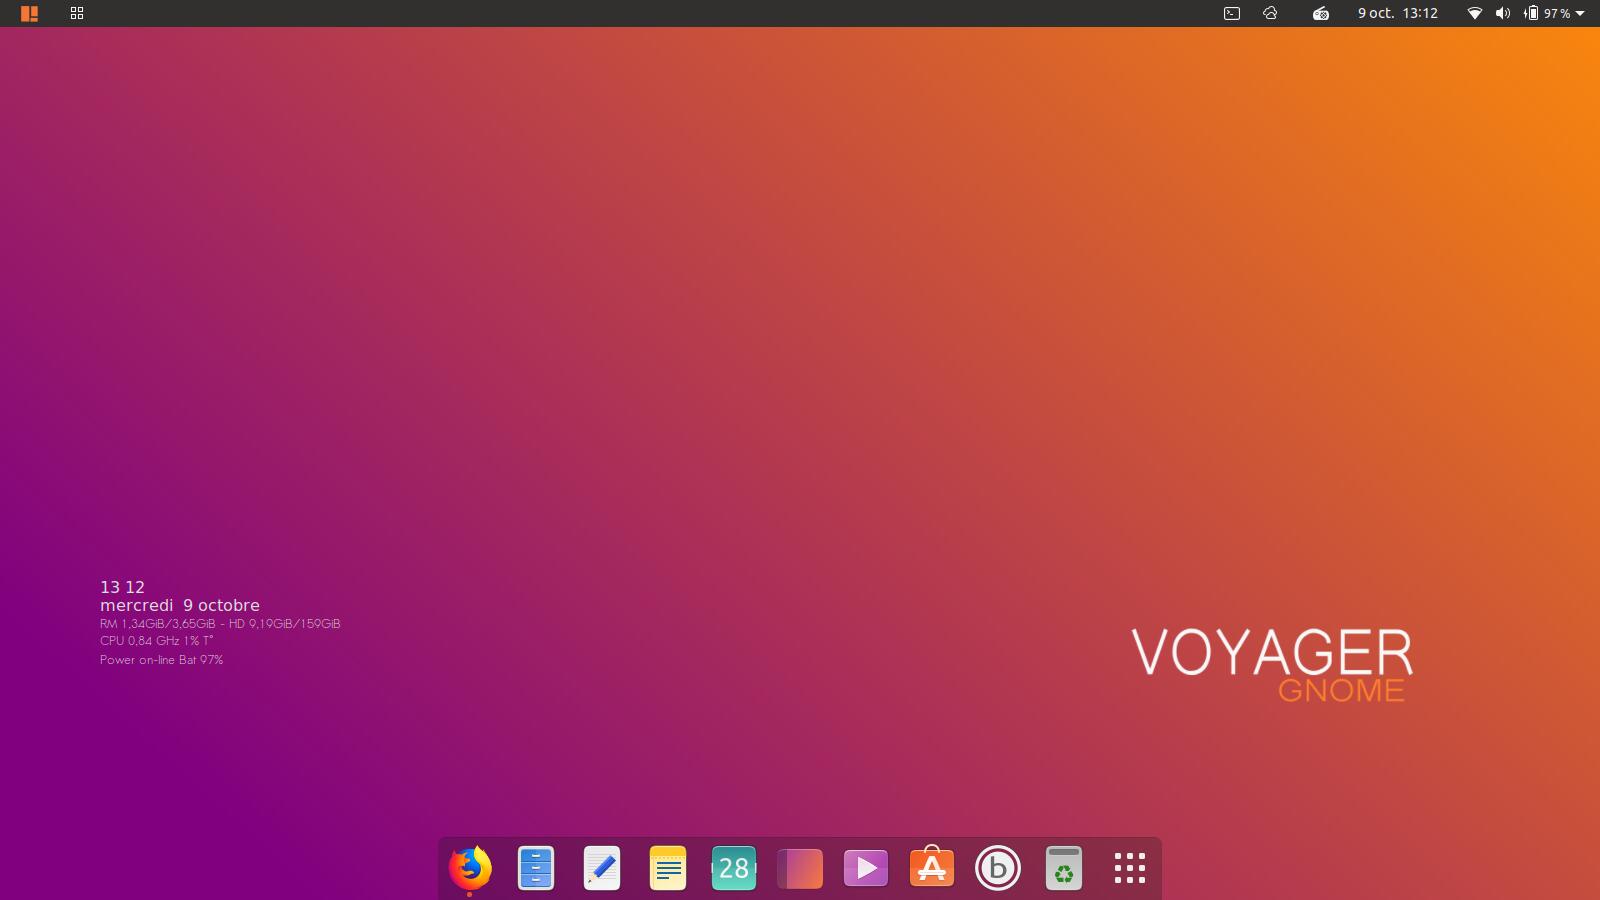 9 oct.  13:12
97 %
13 12
mercredi  9 octobre
RM 1,34GiB/3,65GiB - HD 9,19GiB/159GiB
CPU 0,84 GHz 1% T°
Power on-line Bat 97%
VOYAGER
GNOME
28
b